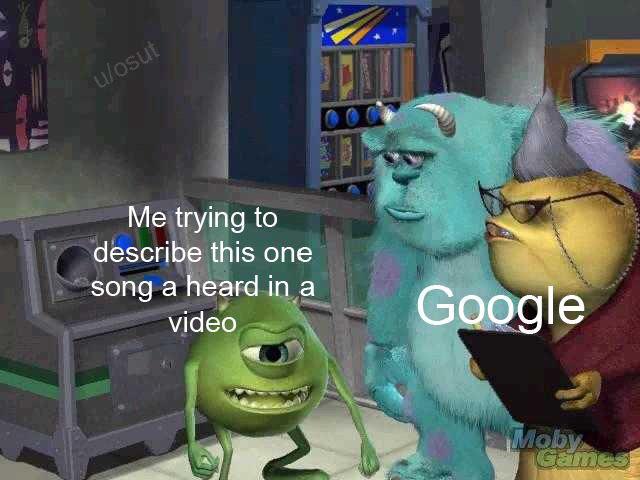 u/osut
Me trying to
describe this one
song a heard in a
video
Google
Moby
Games